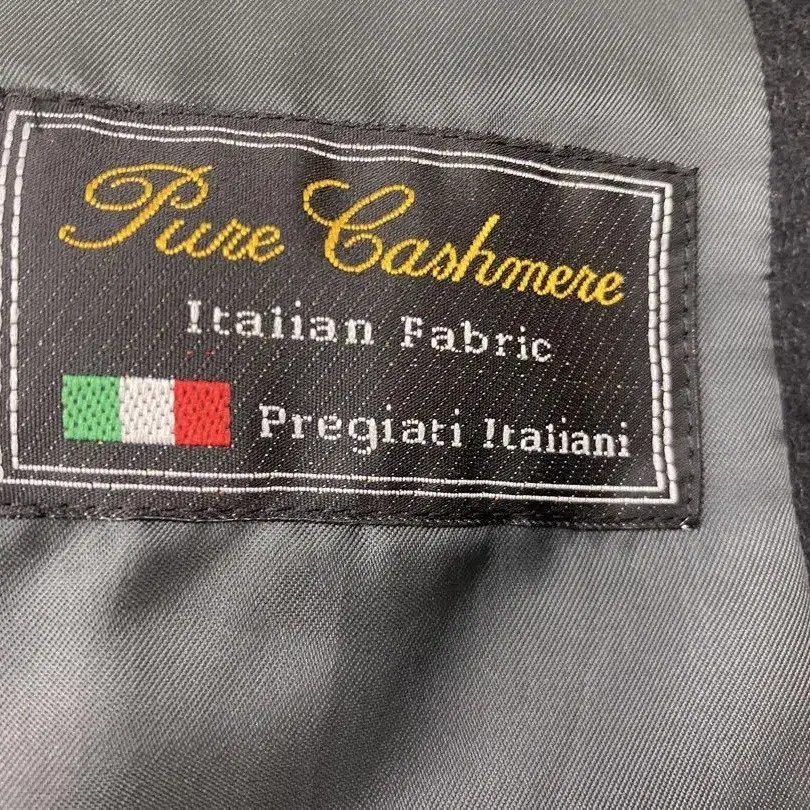 Pure Cashmere
Italian Fabric
Pregiati Italiani